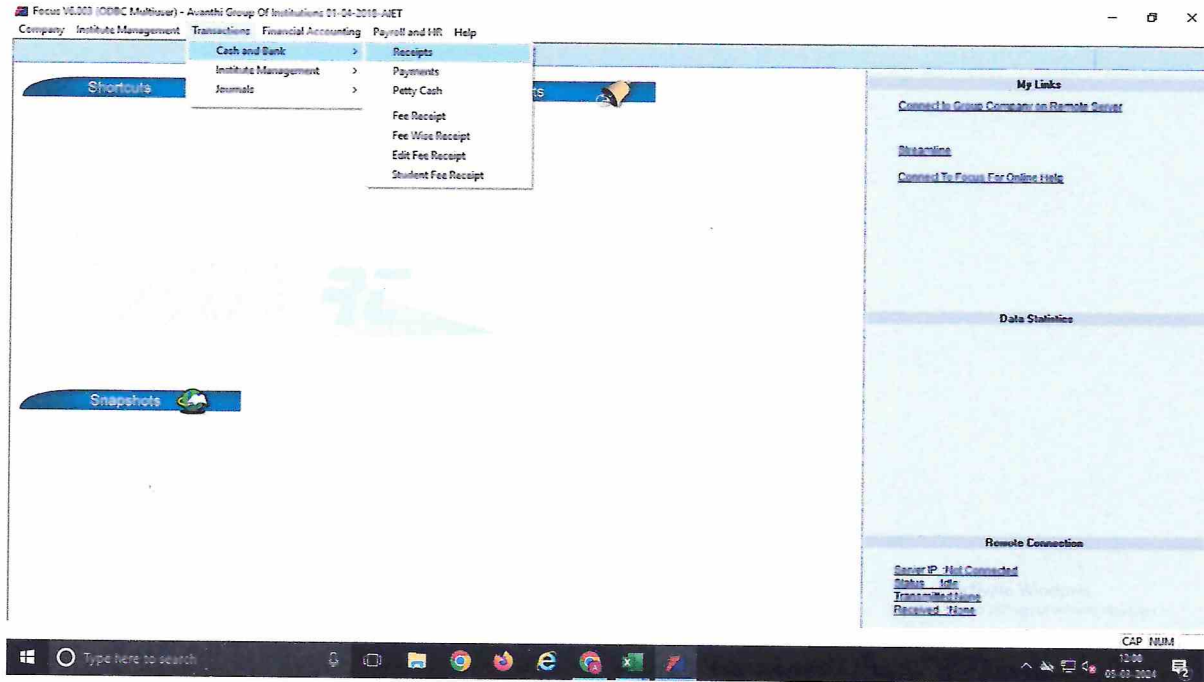 Focus V6.003 (ODBC Multiuser) - Avanthi Group Of Institutions 01-04-2018-AIET
Company Institute Management Transactions Financial Accounting Payroll and HR Help
Cash and Bank >
Institute Management >
Journals >
Receipts
Payments
Petty Cash
Fee Receipt
Fee Wise Receipt
Edit Fee Receipt
Student Fee Receipt
Shortcuts
ts
Snapshots
My Links
Connect to Group Company on Remote Server
Streamline
Connect To Focus For Online Help
Data Statistics
Remote Connection
Server IP :Not Connected
Status :Idle
Transmitted None
Received :None
CAP NUM
Type here to search
12:00
05-03-2024